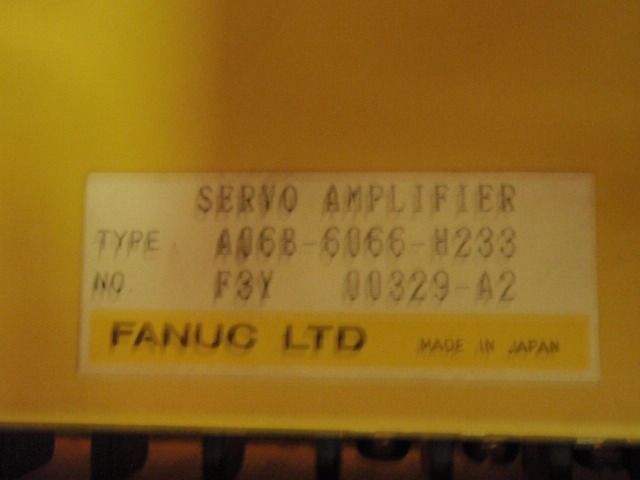 SERVO AMPLIFIER
TYPE A06B-6066-H233
NO. F3Y 00329-A2
FANUC LTD MADE IN JAPAN